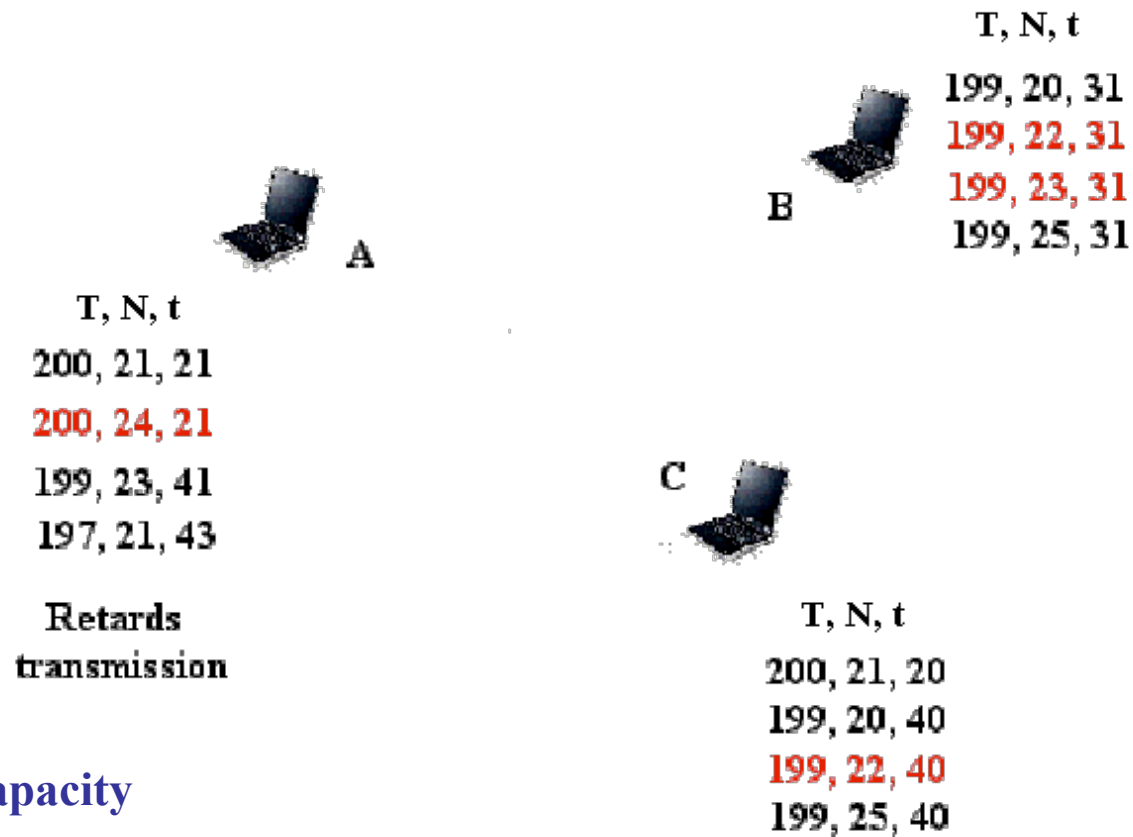 A
T, N, t
200, 21, 21
200, 24, 21
199, 23, 41
197, 21, 43
Retards
transmission
apacity
B
T, N, t
199, 20, 31
199, 22, 31
199, 23, 31
199, 25, 31
C
T, N, t
200, 21, 20
199, 20, 40
199, 22, 40
199, 25, 40